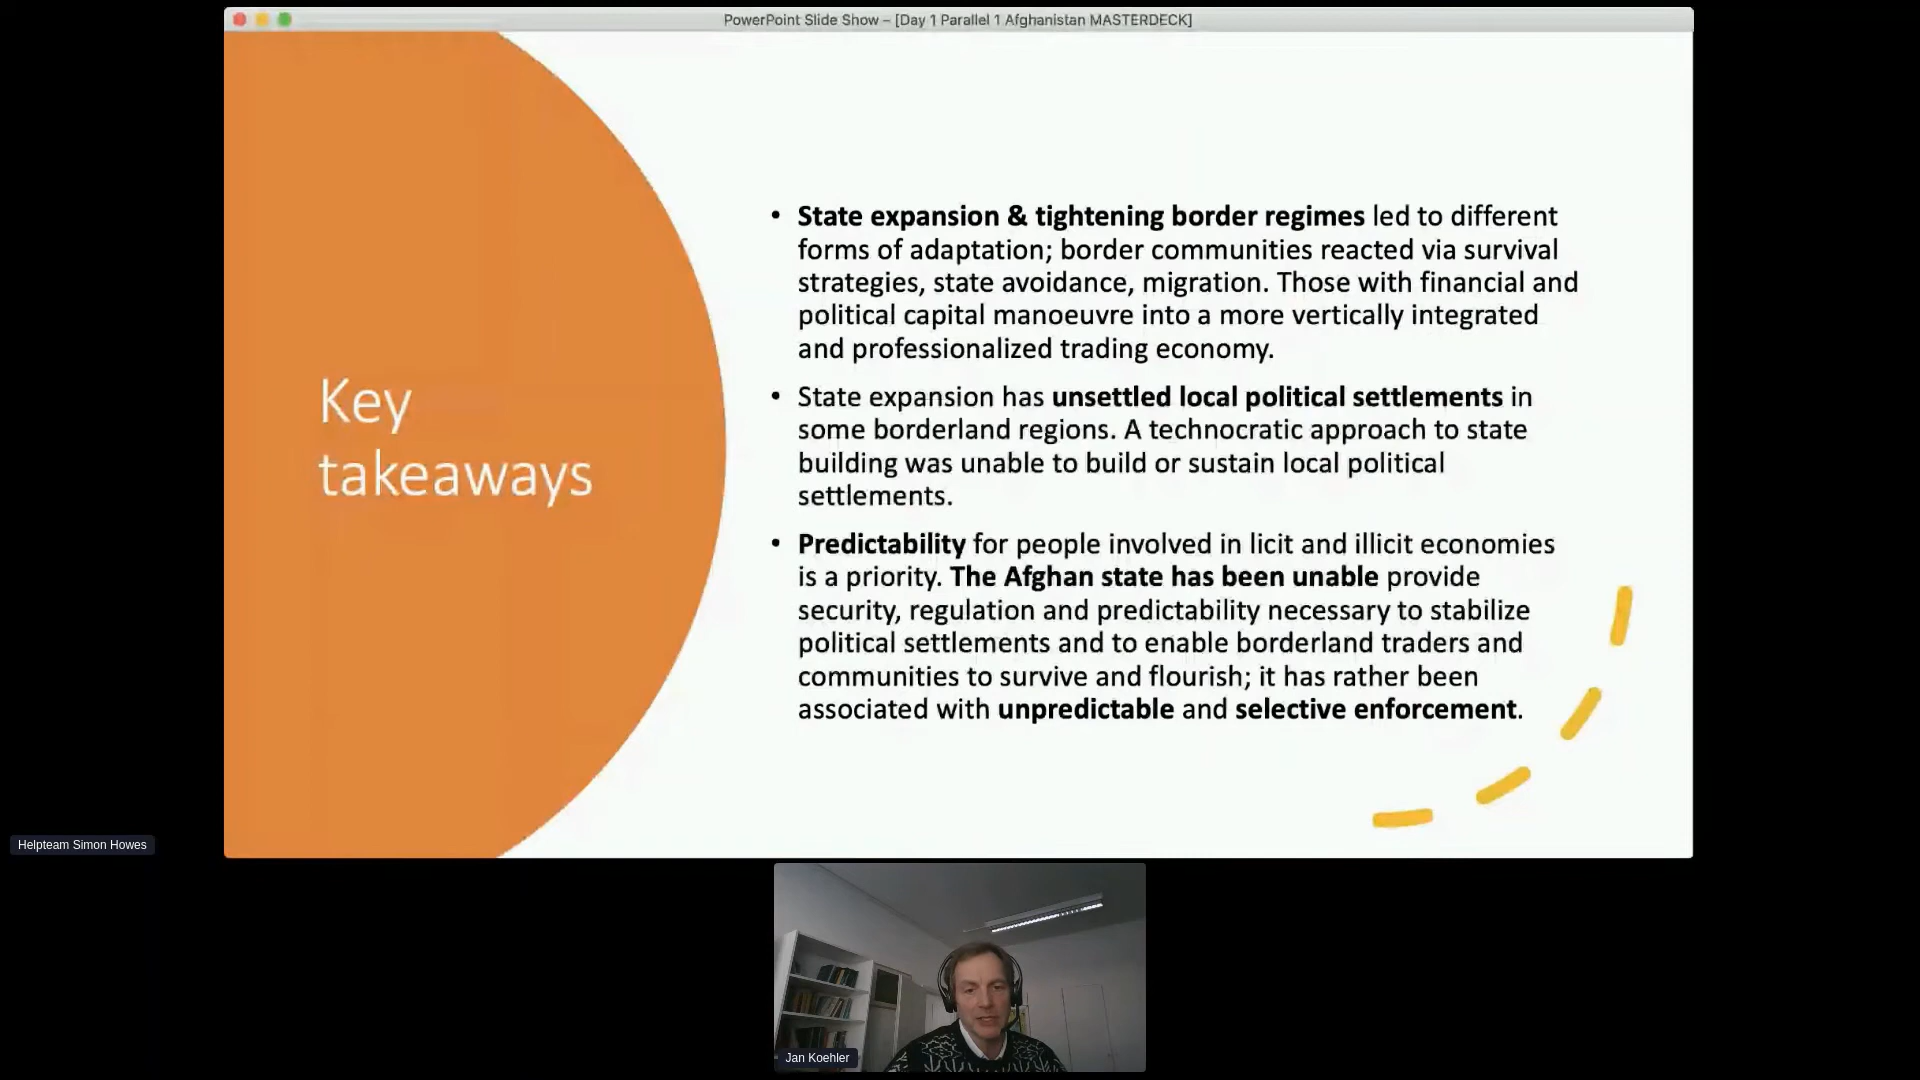 PowerPoint Slide Show – [Day 1 Parallel 1 Afghanistan MASTERDECK]
Key
takeaways
• State expansion & tightening border regimes led to different
forms of adaptation; border communities reacted via survival
strategies, state avoidance, migration. Those with financial and
political capital manoeuvre into a more vertically integrated
and professionalized trading economy.
• State expansion has unsettled local political settlements in
some borderland regions. A technocratic approach to state
building was unable to build or sustain local political
settlements.
• Predictability for people involved in licit and illicit economies
is a priority. The Afghan state has been unable provide
security, regulation and predictability necessary to stabilize
political settlements and to enable borderland traders and
communities to survive and flourish; it has rather been
associated with unpredictable and selective enforcement.
Helpteam Simon Howes
Jan Koehler